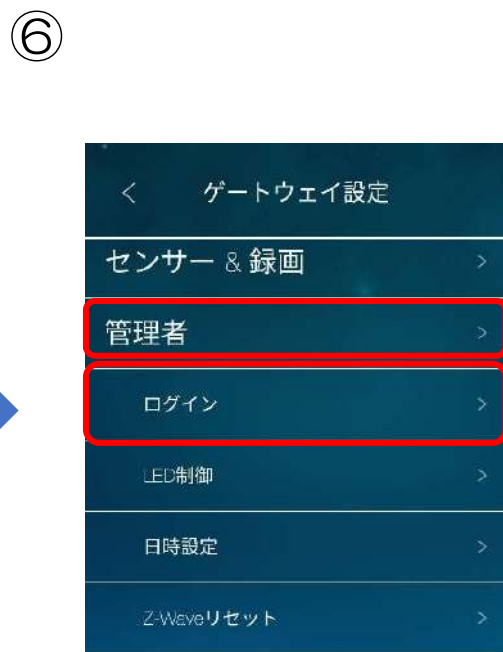 ⑥
ゲートウェイ設定
センサー & 録画
管理者
ログイン
LED制御
日時設定
Z-Waveリセット